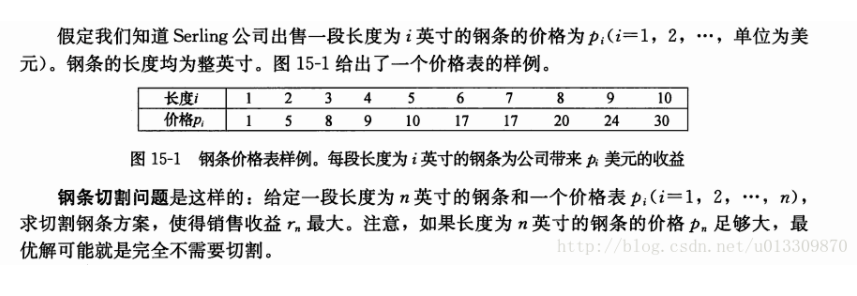 假定我们知道 Serling 公司出售一段长度为 i 英寸的钢条的价格为 pᵢ(i=1，2，…，单位为美
元)。钢条的长度均为整英寸。图 15-1 给出了一个价格表的样例。
长度i 1 2 3 4 5 6 7 8 9 10
价格pᵢ 1 5 8 9 10 17 17 20 24 30
图 15-1 钢条价格表样例。每段长度为 i 英寸的钢条为公司带来 pᵢ 美元的收益
钢条切割问题是这样的：给定一段长度为 n 英寸的钢条和一个价格表 pᵢ(i=1，2，…，n)，
求切割钢条方案，使得销售收益 rₙ 最大。注意，如果长度为 n 英寸的钢条的价格 pₙ 足够大，最
优解可能就是完全不需要切割。
http://blog.csdn.net/u013309870